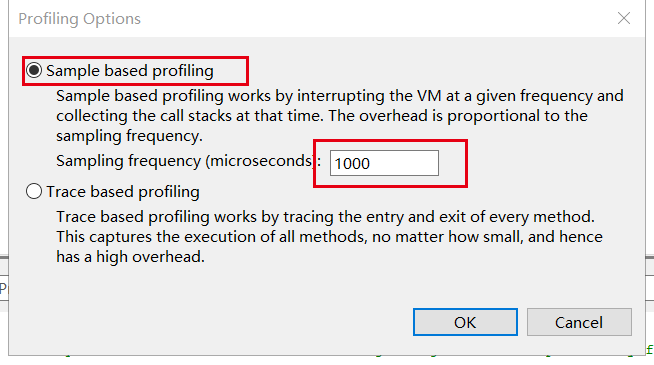 Profiling Options
Sample based profiling
Sample based profiling works by interrupting the VM at a given frequency and
collecting the call stacks at that time. The overhead is proportional to the
sampling frequency.
Sampling frequency (microseconds): 1000
Trace based profiling
Trace based profiling works by tracing the entry and exit of every method.
This captures the execution of all methods, no matter how small, and hence
has a high overhead.
OK Cancel